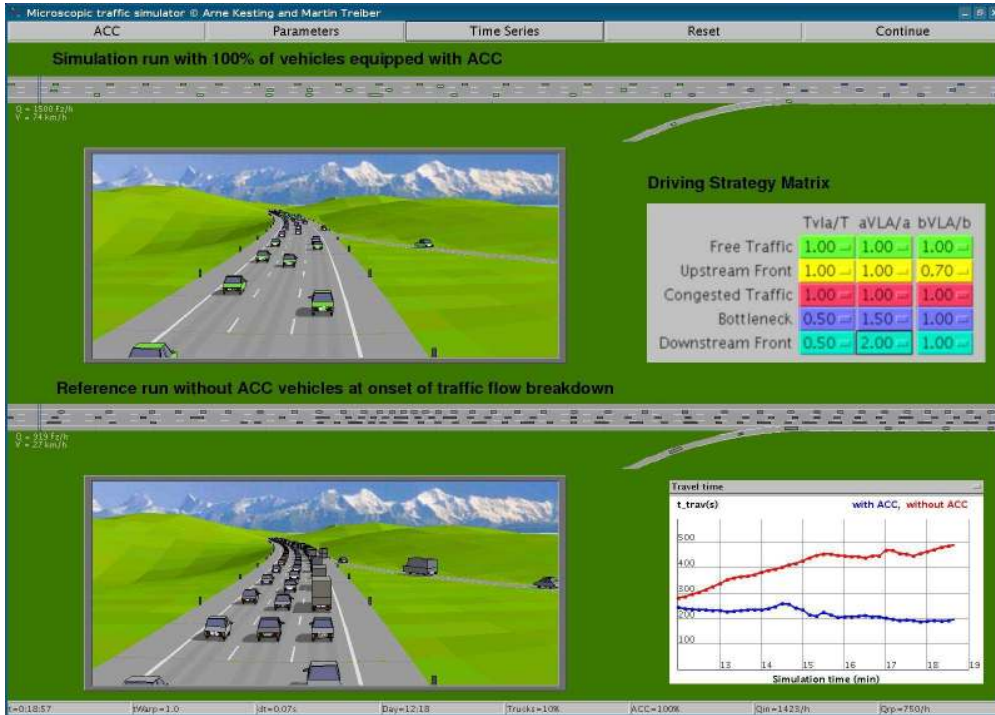 Microscopic traffic simulator © Arne Kesting and Martin Treiber
ACC Parameters Time Series Reset Continue
Simulation run with 100% of vehicles equipped with ACC
Q = 1500 Fz/h
V = 74 km/h
Driving Strategy Matrix
Tvla/T aVLA/a bVLA/b
Free Traffic 1.00 1.00 1.00
Upstream Front 1.00 1.00 0.70
Congested Traffic 1.00 1.00 1.00
Bottleneck 0.50 1.50 1.00
Downstream Front 0.50 2.00 1.00
Reference run without ACC vehicles at onset of traffic flow breakdown
Q = 919 Fz/h
V = 27 km/h
Travel time
t_trav(s) with ACC, without ACC
500
400
300
200
100
13 14 15 16 17 18 19
Simulation time (min)
t=0:18:57 tWarp=1.0 dt=0.07s Day=12:18 Trucks=10% ACC=100% Qin=1423/h Qrp=750/h